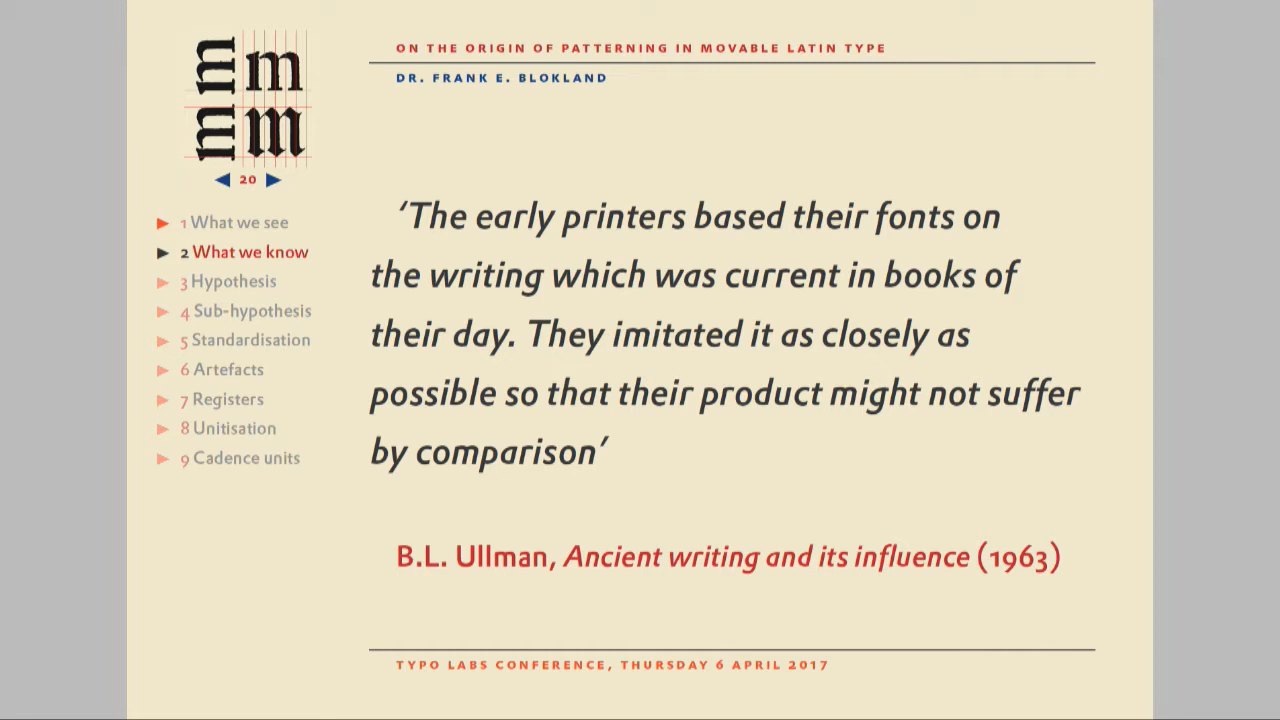 m m
m m
20
1 What we see
2 What we know
3 Hypothesis
4 Sub-hypothesis
5 Standardisation
6 Artefacts
7 Registers
8 Unitisation
9 Cadence units
ON THE ORIGIN OF PATTERNING IN MOVABLE LATIN TYPE
DR. FRANK E. BLOKLAND
‘The early printers based their fonts on
the writing which was current in books of
their day. They imitated it as closely as
possible so that their product might not suffer
by comparison’
B.L. Ullman, Ancient writing and its influence (1963)
TYPO LABS CONFERENCE, THURSDAY 6 APRIL 2017